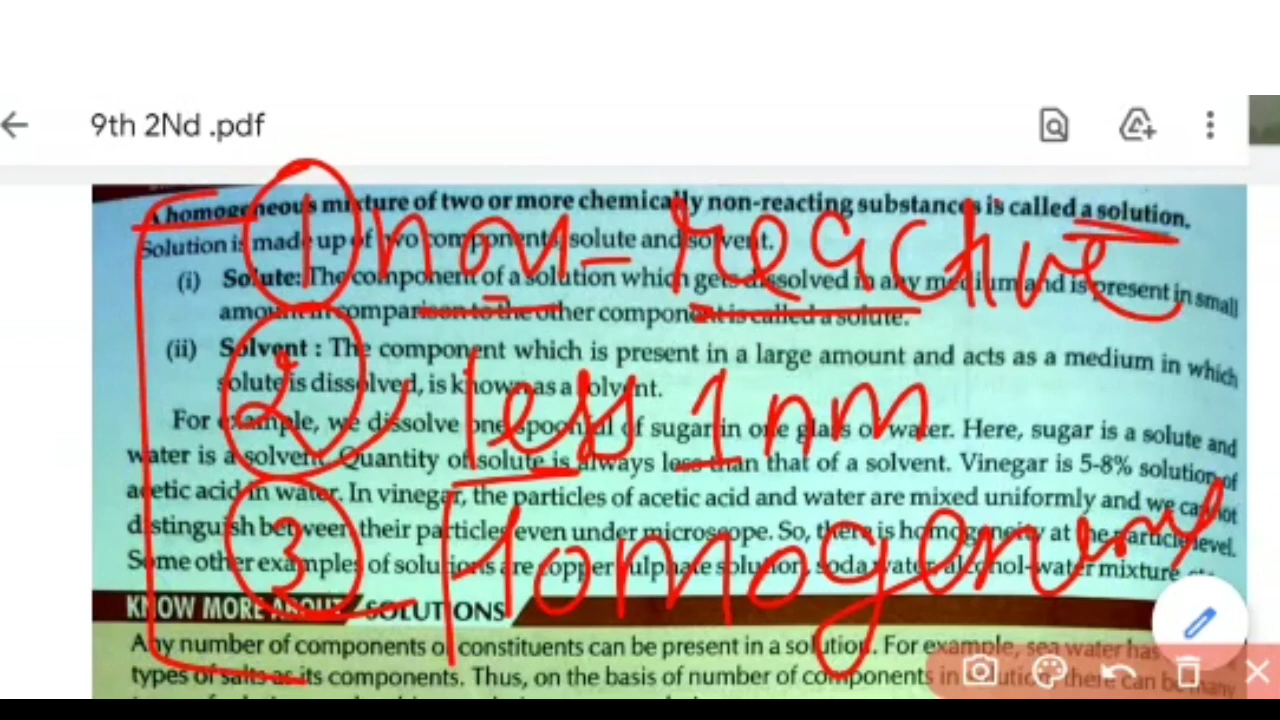 9th 2Nd .pdf
A homogeneous mixture of two or more chemically non-reacting substances is called a solution.
Solution is made up of two components, solute and solvent.
(i) Solute: The component of a solution which gets dissolved in any medium and is present in small
amount in comparison to the other component is called a solute.
(ii) Solvent : The component which is present in a large amount and acts as a medium in which
solute is dissolved, is known as a solvent.
For example, we dissolve one spoonful of sugar in one glass of water. Here, sugar is a solute and
water is a solvent. Quantity of solute is always less than that of a solvent. Vinegar is 5-8% solution of
acetic acid in water. In vinegar, the particles of acetic acid and water are mixed uniformly and we cannot
distinguish between their particles even under microscope. So, there is homogeneity at the particle level.
Some other examples of solutions are copper sulphate solution, soda water, alcohol-water mixture
KNOW MORE ABOUT SOLUTIONS
Any number of components or constituents can be present in a solution. For example, sea water has
types of salts as its components. Thus, on the basis of number of components in solution, there can be many
1 non-reactive
2 less 1 nm
3 Homogenous